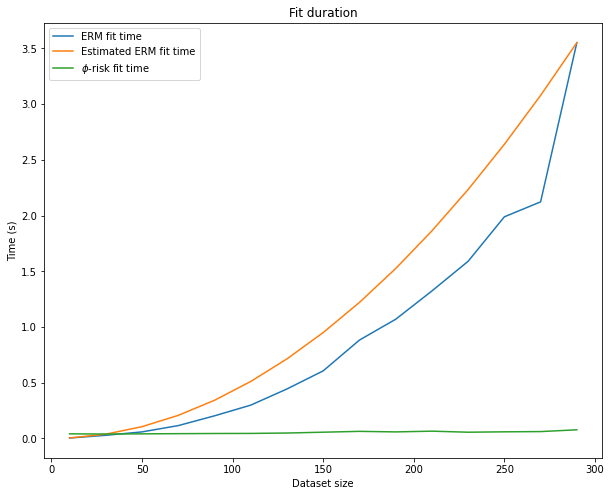 Fit duration
ERM fit time
Estimated ERM fit time
ϕ-risk fit time
3.5
3.0
2.5
2.0
1.5
1.0
0.5
0.0
Time (s)
0 50 100 150 200 250 300
Dataset size